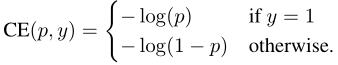 CE(p, y) = { −log(p) if y = 1
−log(1 − p) otherwise.